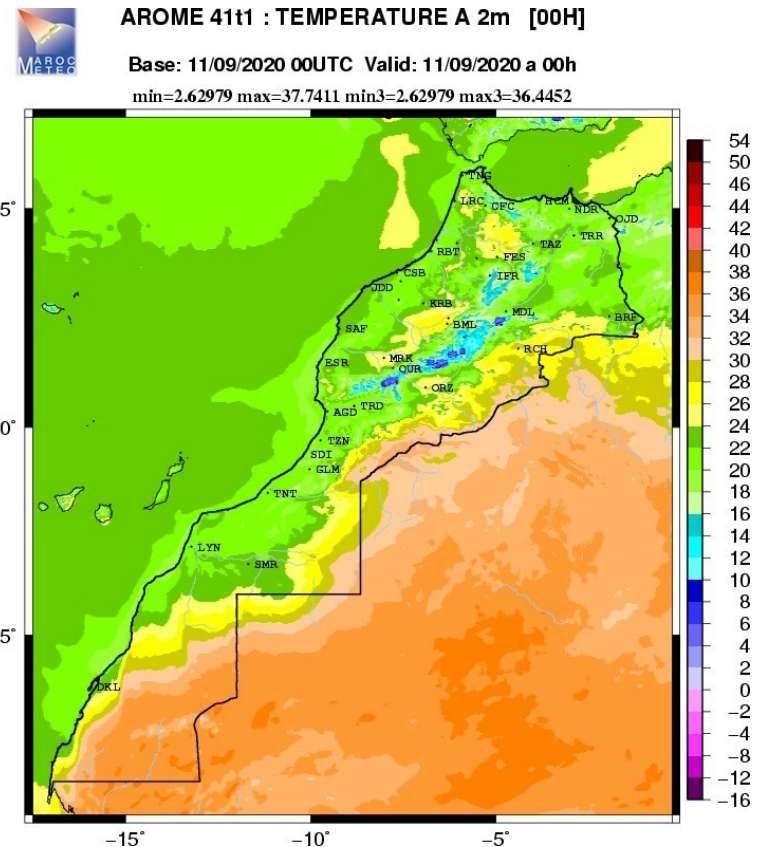 AROME 41t1 : TEMPERATURE A 2m [00H]
MAROC
METEO
Base: 11/09/2020 00UTC Valid: 11/09/2020 a 00h
min=2.62979 max=37.7411 min3=2.62979 max3=36.4452
54
50
46
44
42
40
38
36
34
32
30
28
26
24
22
20
18
16
14
12
10
8
6
4
2
0
−2
−4
−8
−12
−16
5°
0°
5°
TNG
LRC
CFC
HCM
NDR
OJD
TRR
TAZ
RBT
FES
CSB
IFR
JDD
KRB
MDL
BML
BRF
SAF
RCH
MRK
ESR
OUR
ORZ
TRD
AGD
TZN
SDI
GLM
TNT
LYN
SMR
DKL
−15°
−10°
−5°